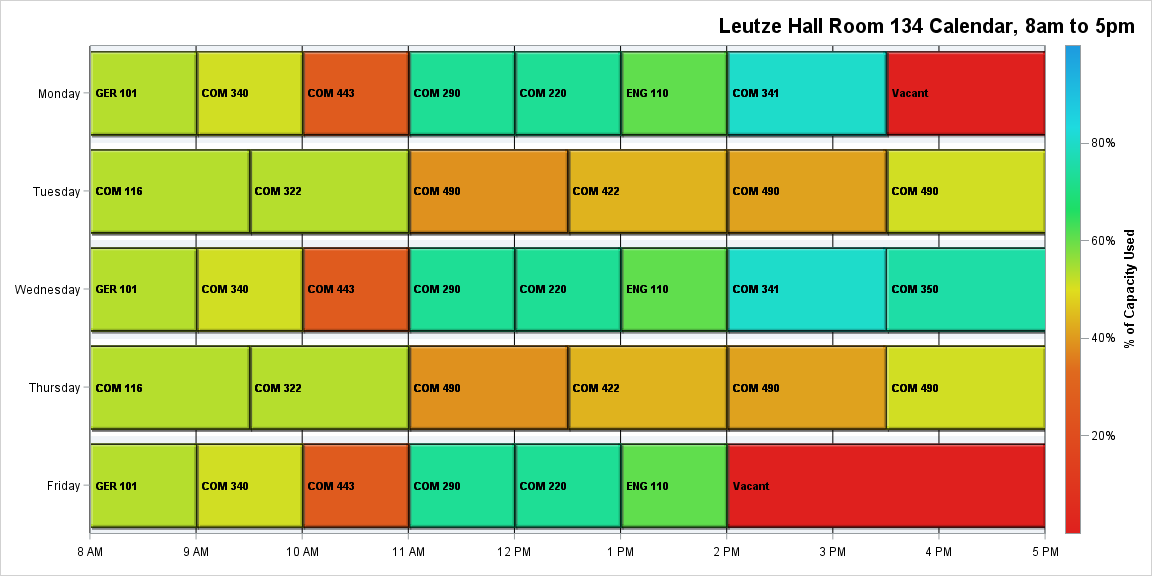 Leutze Hall Room 134 Calendar, 8am to 5pm
Monday
GER 101
COM 340
COM 443
COM 290
COM 220
ENG 110
COM 341
Vacant
Tuesday
COM 116
COM 322
COM 490
COM 422
COM 490
COM 490
Wednesday
GER 101
COM 340
COM 443
COM 290
COM 220
ENG 110
COM 341
COM 350
Thursday
COM 116
COM 322
COM 490
COM 422
COM 490
COM 490
Friday
GER 101
COM 340
COM 443
COM 290
COM 220
ENG 110
Vacant
8 AM
9 AM
10 AM
11 AM
12 PM
1 PM
2 PM
3 PM
4 PM
5 PM
80%
60%
40%
20%
% of Capacity Used